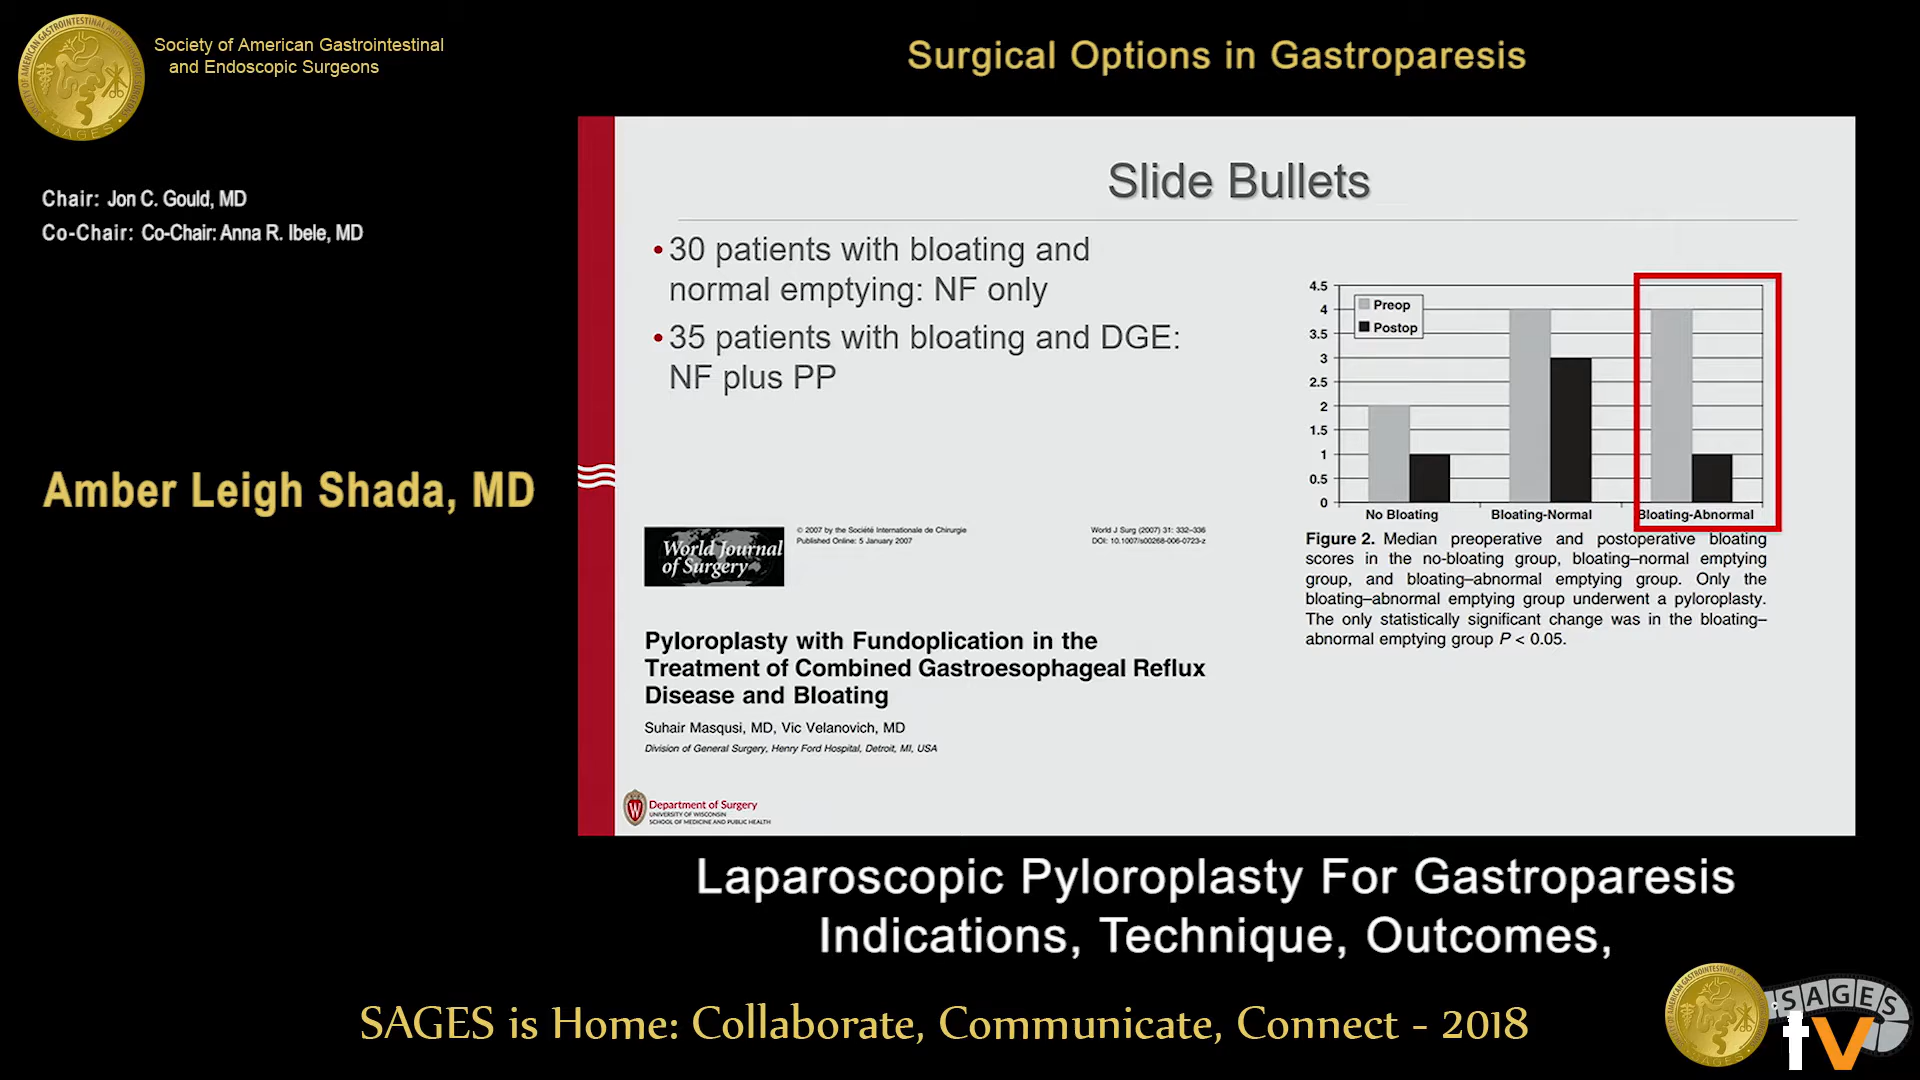 Society of American Gastrointestinal
and Endoscopic Surgeons
Surgical Options in Gastroparesis
Chair: Jon C. Gould, MD
Co-Chair: Co-Chair: Anna R. Ibele, MD
Amber Leigh Shada, MD
Slide Bullets
•30 patients with bloating and
normal emptying: NF only
•35 patients with bloating and DGE:
NF plus PP
World Journal
of Surgery
© 2007 by the Société Internationale de Chirurgie
Published Online: 5 January 2007
World J Surg (2007) 31: 332–336
DOI: 10.1007/s00268-006-0723-z
Pyloroplasty with Fundoplication in the
Treatment of Combined Gastroesophageal Reflux
Disease and Bloating
Suhair Masqusi, MD, Vic Velanovich, MD
Division of General Surgery, Henry Ford Hospital, Detroit, MI, USA
4.5
4
3.5
3
2.5
2
1.5
1
0.5
0
Preop
Postop
No Bloating
Bloating-Normal
Bloating-Abnormal
Figure 2. Median preoperative and postoperative bloating
scores in the no-bloating group, bloating–normal emptying
group, and bloating–abnormal emptying group. Only the
bloating–abnormal emptying group underwent a pyloroplasty.
The only statistically significant change was in the bloating–
abnormal emptying group P < 0.05.
W
Department of Surgery
UNIVERSITY OF WISCONSIN
SCHOOL OF MEDICINE AND PUBLIC HEALTH
Laparoscopic Pyloroplasty For Gastroparesis
Indications, Technique, Outcomes,
SAGES is Home: Collaborate, Communicate, Connect - 2018
SAGES
tv